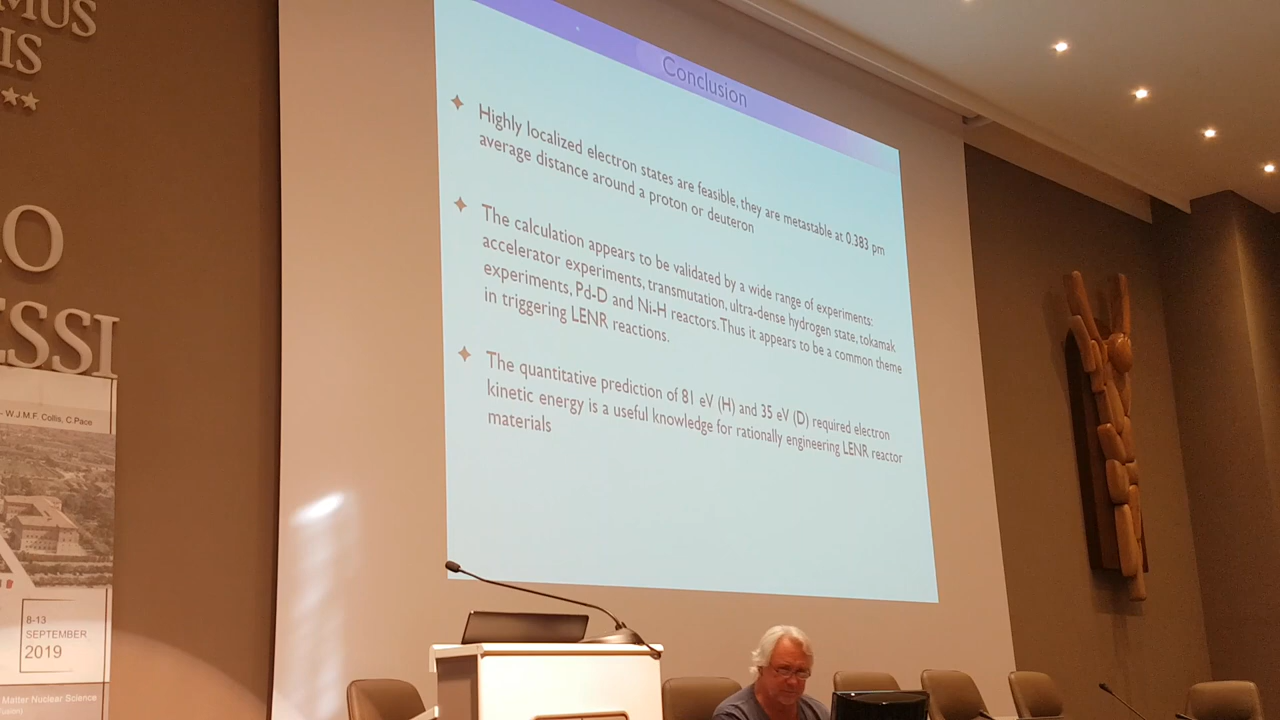 MUS
IS
O
ESSI
- W.J.M.F. Collis, C.Pace
8-13
SEPTEMBER
2019
Matter Nuclear Science
Conclusion
Highly localized electron states are feasible, they are metastable at 0.383 pm
average distance around a proton or deuteron
The calculation appears to be validated by a wide range of experiments:
accelerator experiments, transmutation, ultra-dense hydrogen state, tokamak
experiments, Pd-D and Ni-H reactors. Thus it appears to be a common theme
in triggering LENR reactions.
The quantitative prediction of 81 eV (H) and 35 eV (D) required electron
kinetic energy is a useful knowledge for rationally engineering LENR reactor
materials